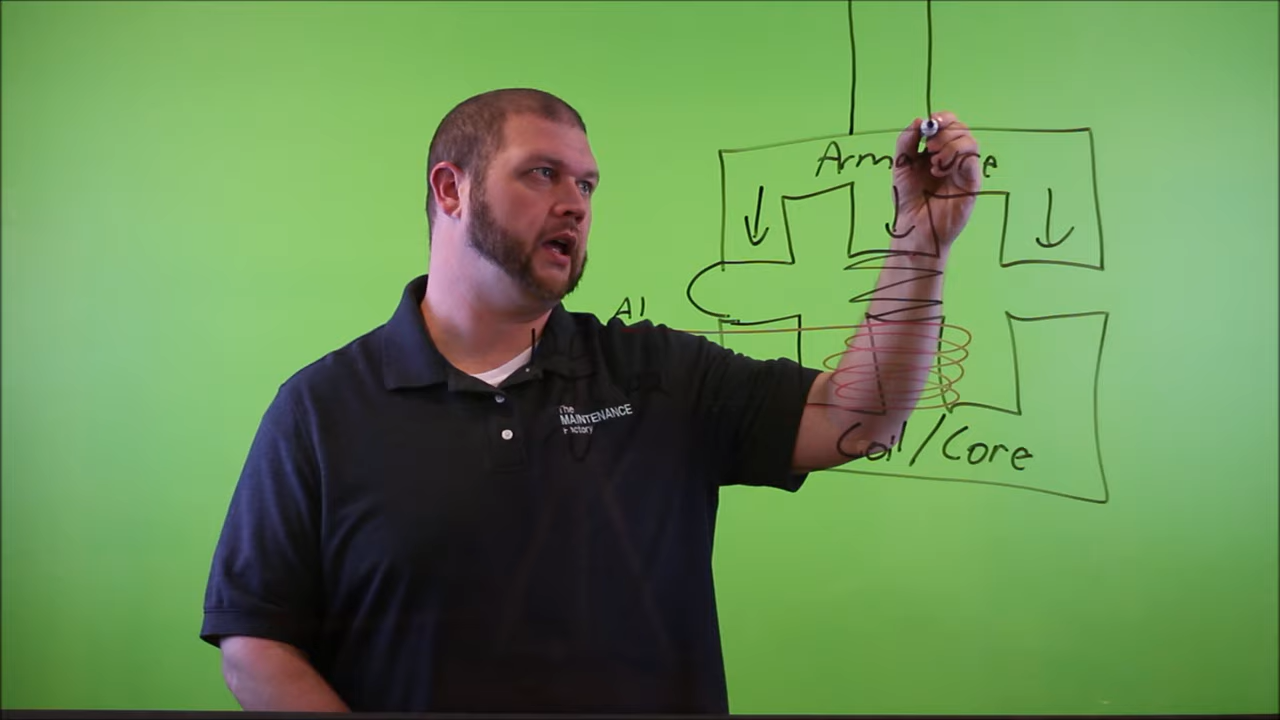 Armature
A1
The
MAINTENANCE
Factory
Coil/Core